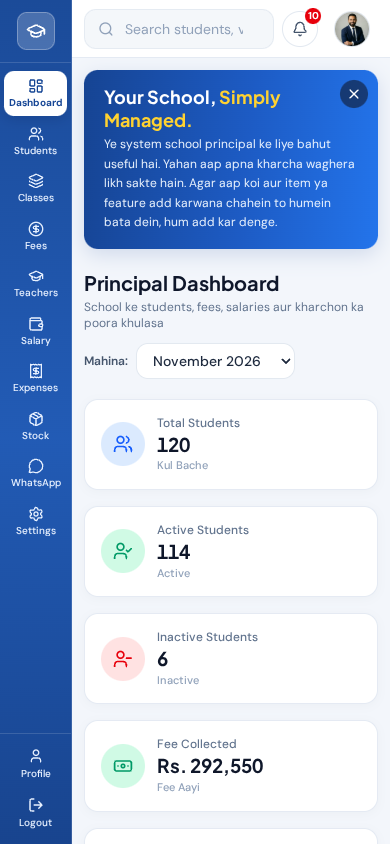 Search students, v
10
Dashboard
Students
Classes
Fees
Teachers
Salary
Expenses
Stock
WhatsApp
Settings
Profile
Logout
Your School, Simply
Managed.
Ye system school principal ke liye bahut
useful hai. Yahan aap apna kharcha waghera
likh sakte hain. Agar aap koi aur item ya
feature add karwana chahein to humein
bata dein, hum add kar denge.
Principal Dashboard
School ke students, fees, salaries aur kharchon ka
poora khulasa
Mahina: November 2026
Total Students
120
Kul Bache
Active Students
114
Active
Inactive Students
6
Inactive
Fee Collected
Rs. 292,550
Fee Aayi